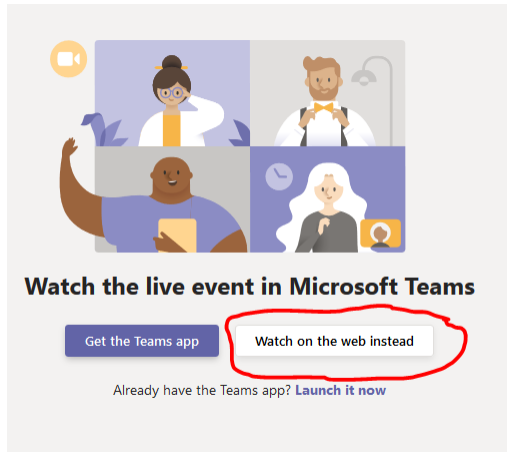 Watch the live event in Microsoft Teams
Get the Teams app
Watch on the web instead
Already have the Teams app? Launch it now